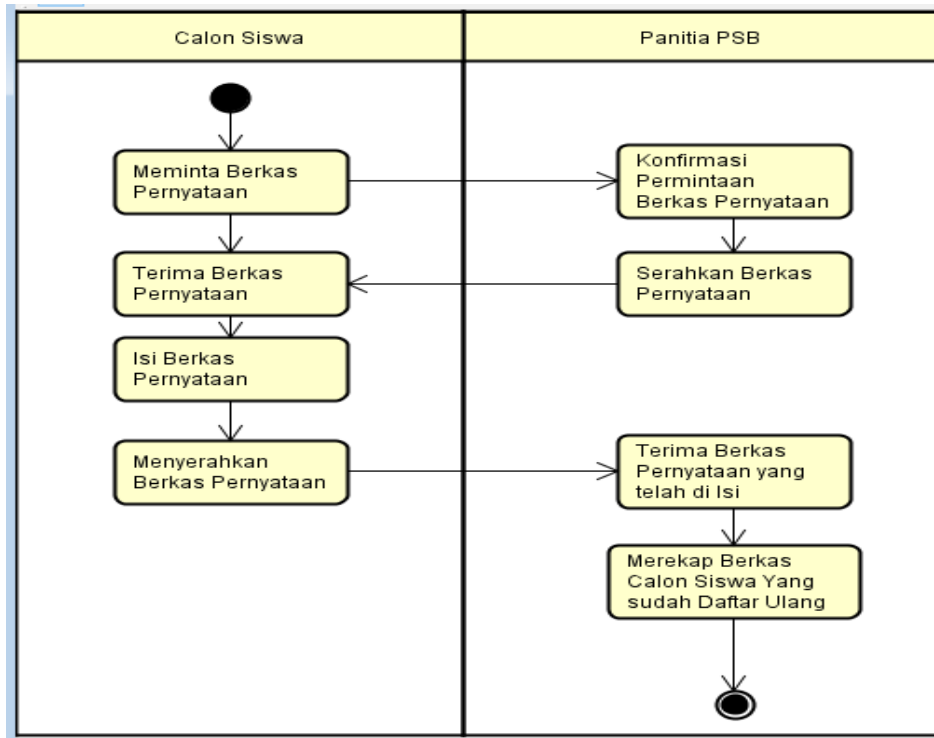 Calon Siswa
Panitia PSB
Meminta Berkas
Pernyataan
Konfirmasi
Permintaan
Berkas Pernyataan
Terima Berkas
Pernyataan
Serahkan Berkas
Pernyataan
Isi Berkas
Pernyataan
Menyerahkan
Berkas Pernyataan
Terima Berkas
Pernyataan yang
telah di Isi
Merekap Berkas
Calon Siswa Yang
sudah Daftar Ulang